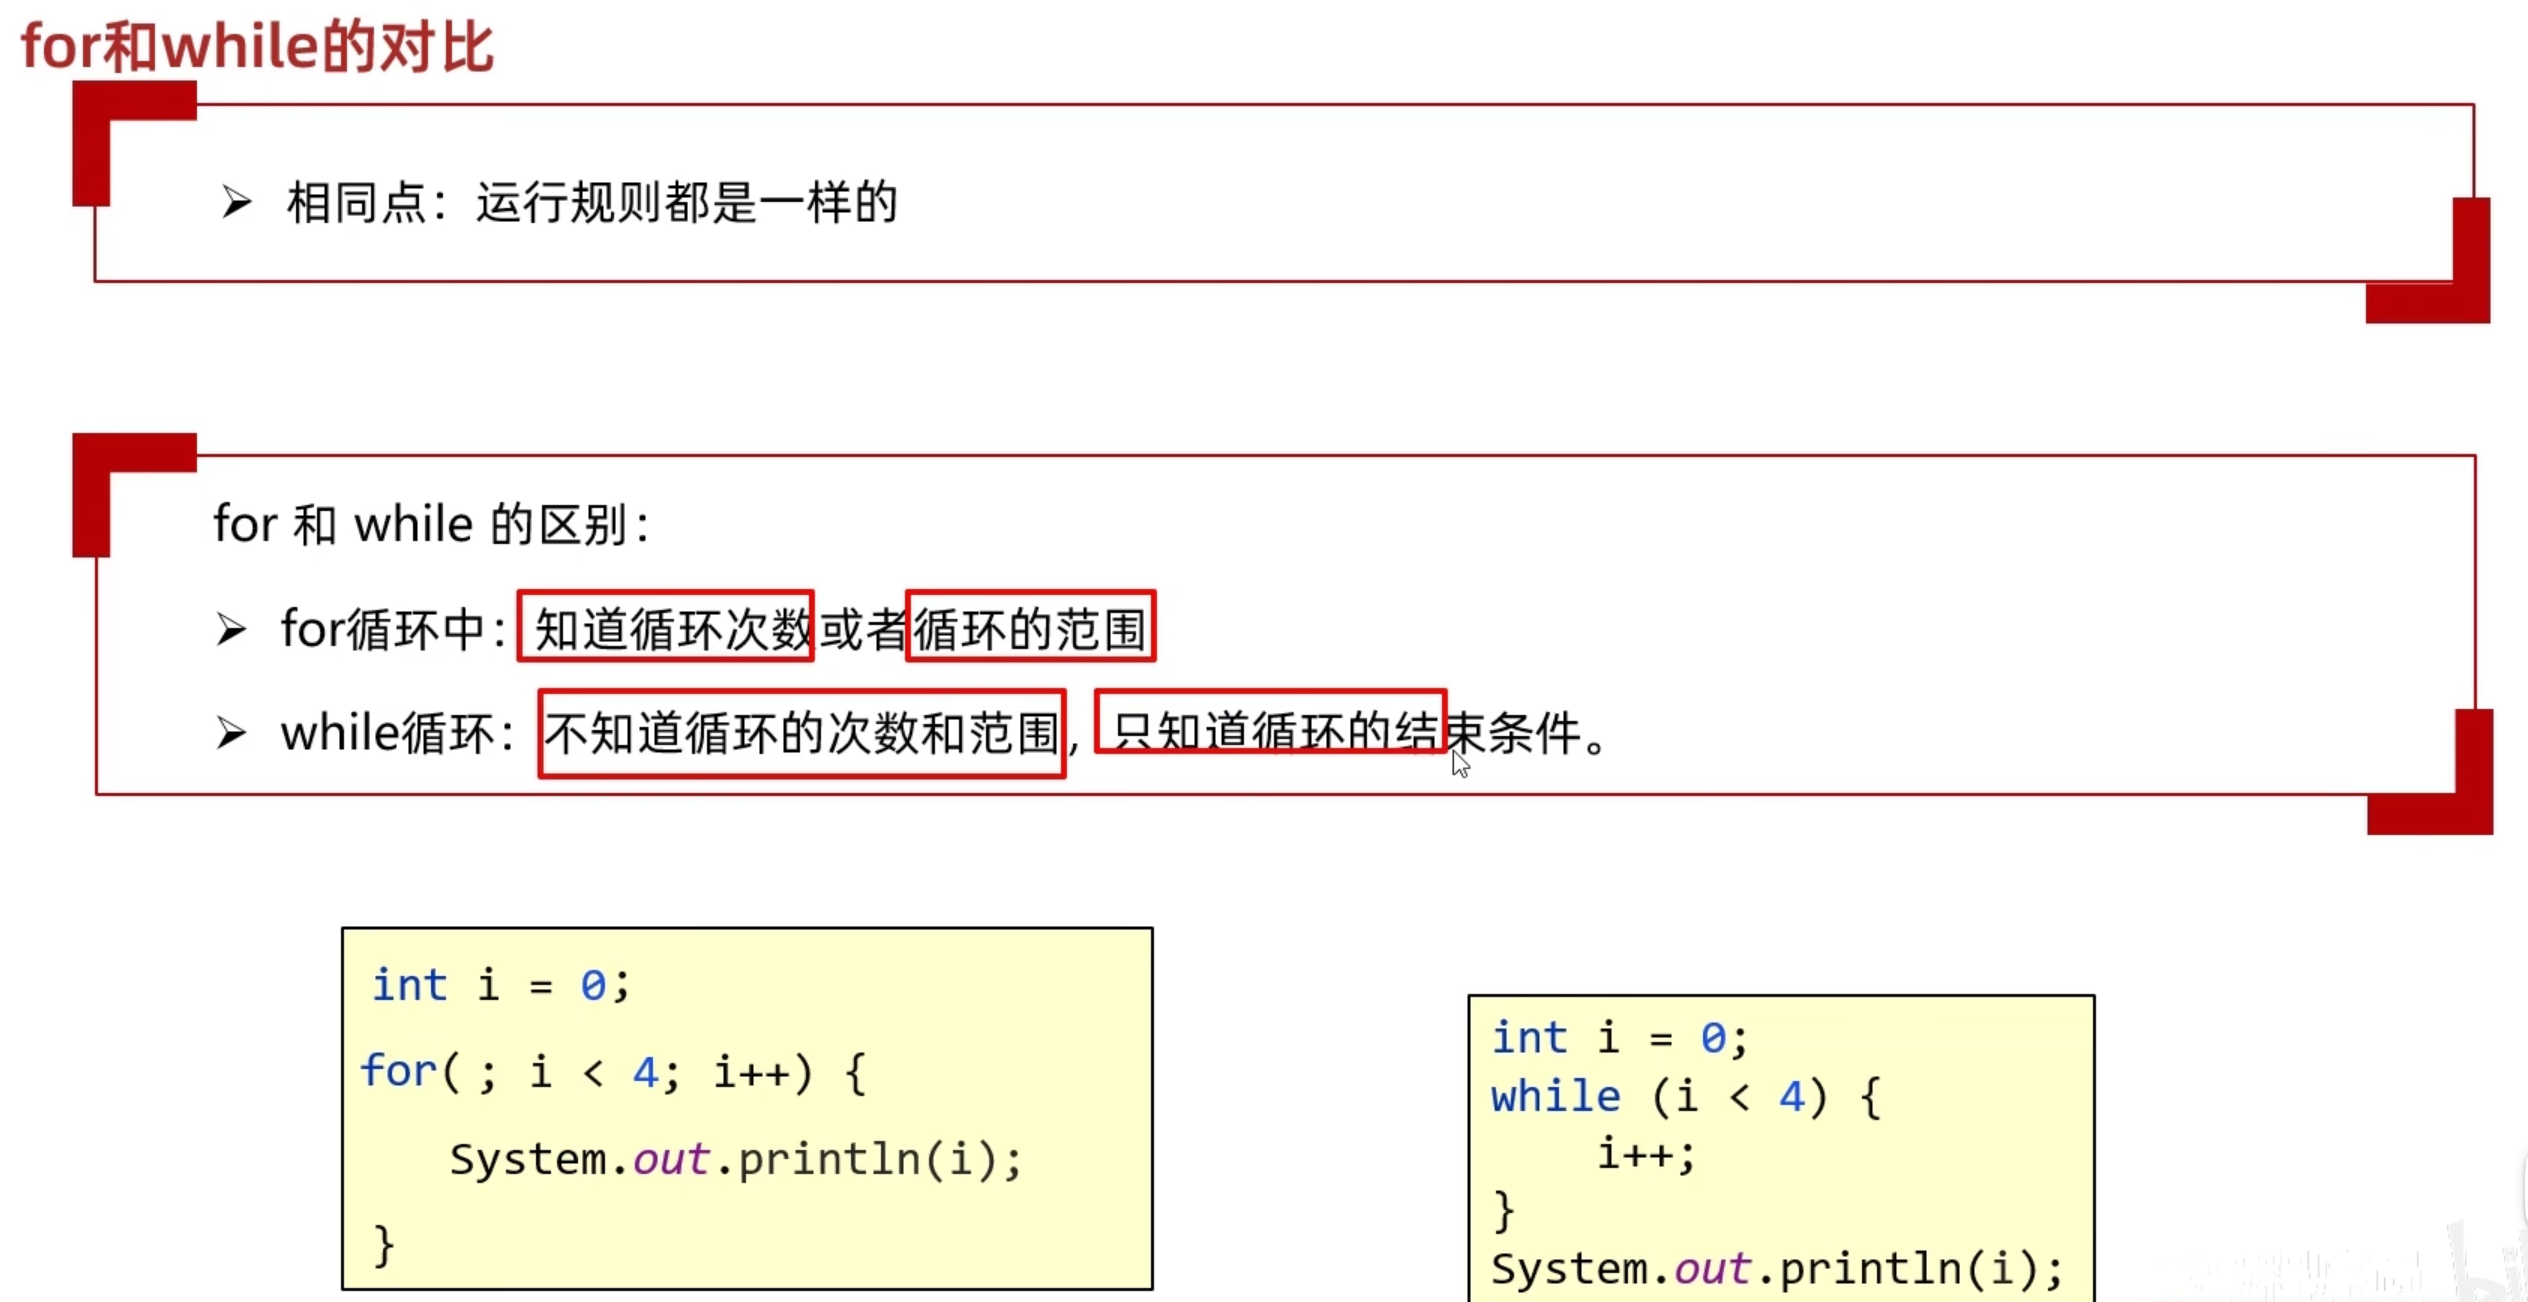 for和while的对比
➢ 相同点：运行规则都是一样的
for 和 while 的区别：
➢ for循环中：知道循环次数或者循环的范围
➢ while循环：不知道循环的次数和范围，只知道循环的结束条件。
int i = 0;
for( ; i < 4; i++) {
System.out.println(i);
}
int i = 0;
while (i < 4) {
i++;
}
System.out.println(i);